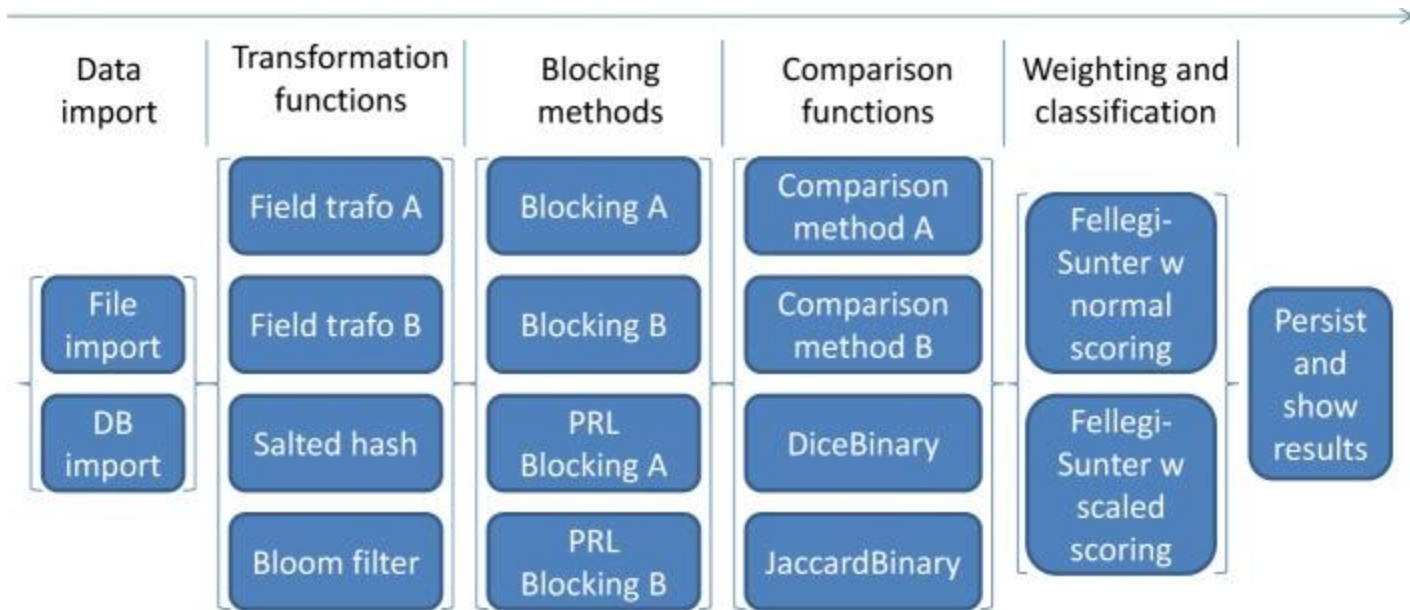 Data
import
Transformation
functions
Blocking
methods
Comparison
functions
Weighting and
classification
File
import
DB
import
Field trafo A
Field trafo B
Salted hash
Bloom filter
Blocking A
Blocking B
PRL
Blocking A
PRL
Blocking B
Comparison
method A
Comparison
method B
DiceBinary
JaccardBinary
Fellegi-
Sunter w
normal
scoring
Fellegi-
Sunter w
scaled
scoring
Persist
and
show
results